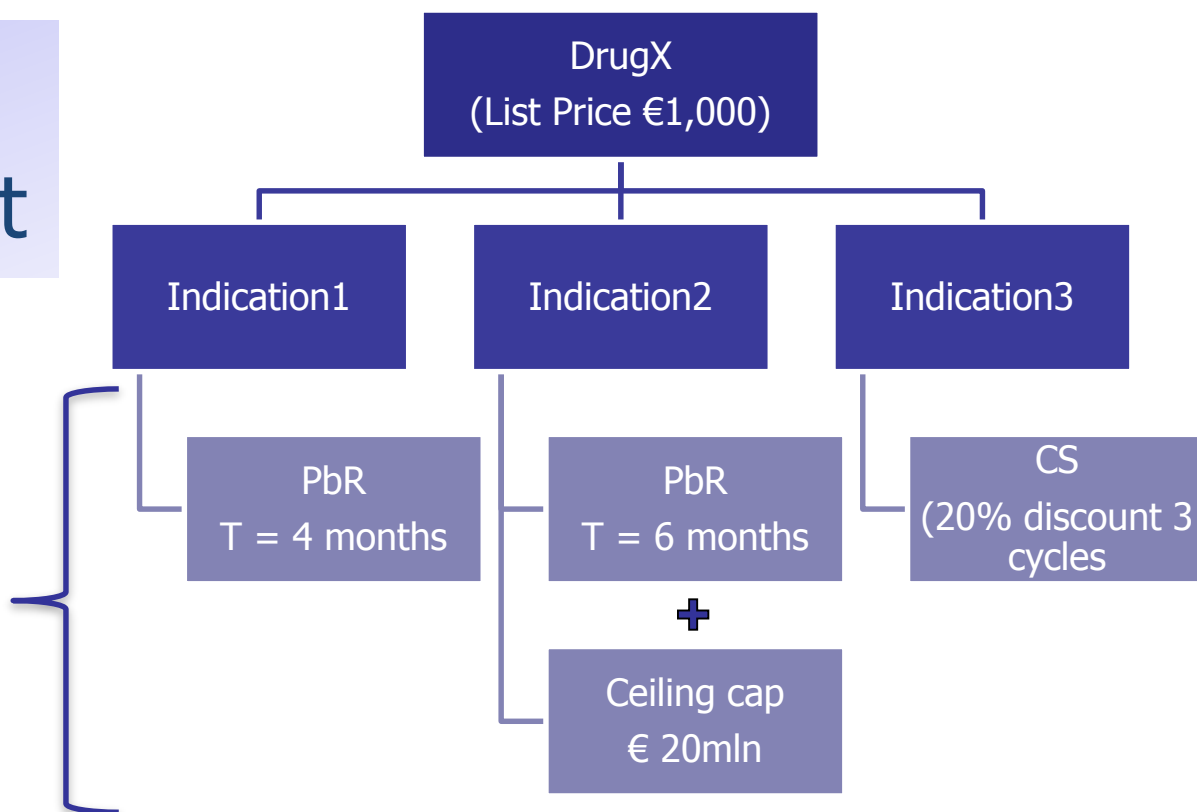 t
DrugX
(List Price €1,000)
Indication1
Indication2
Indication3
PbR
T = 4 months
PbR
T = 6 months
CS
(20% discount 3
cycles
Ceiling cap
€ 20mln